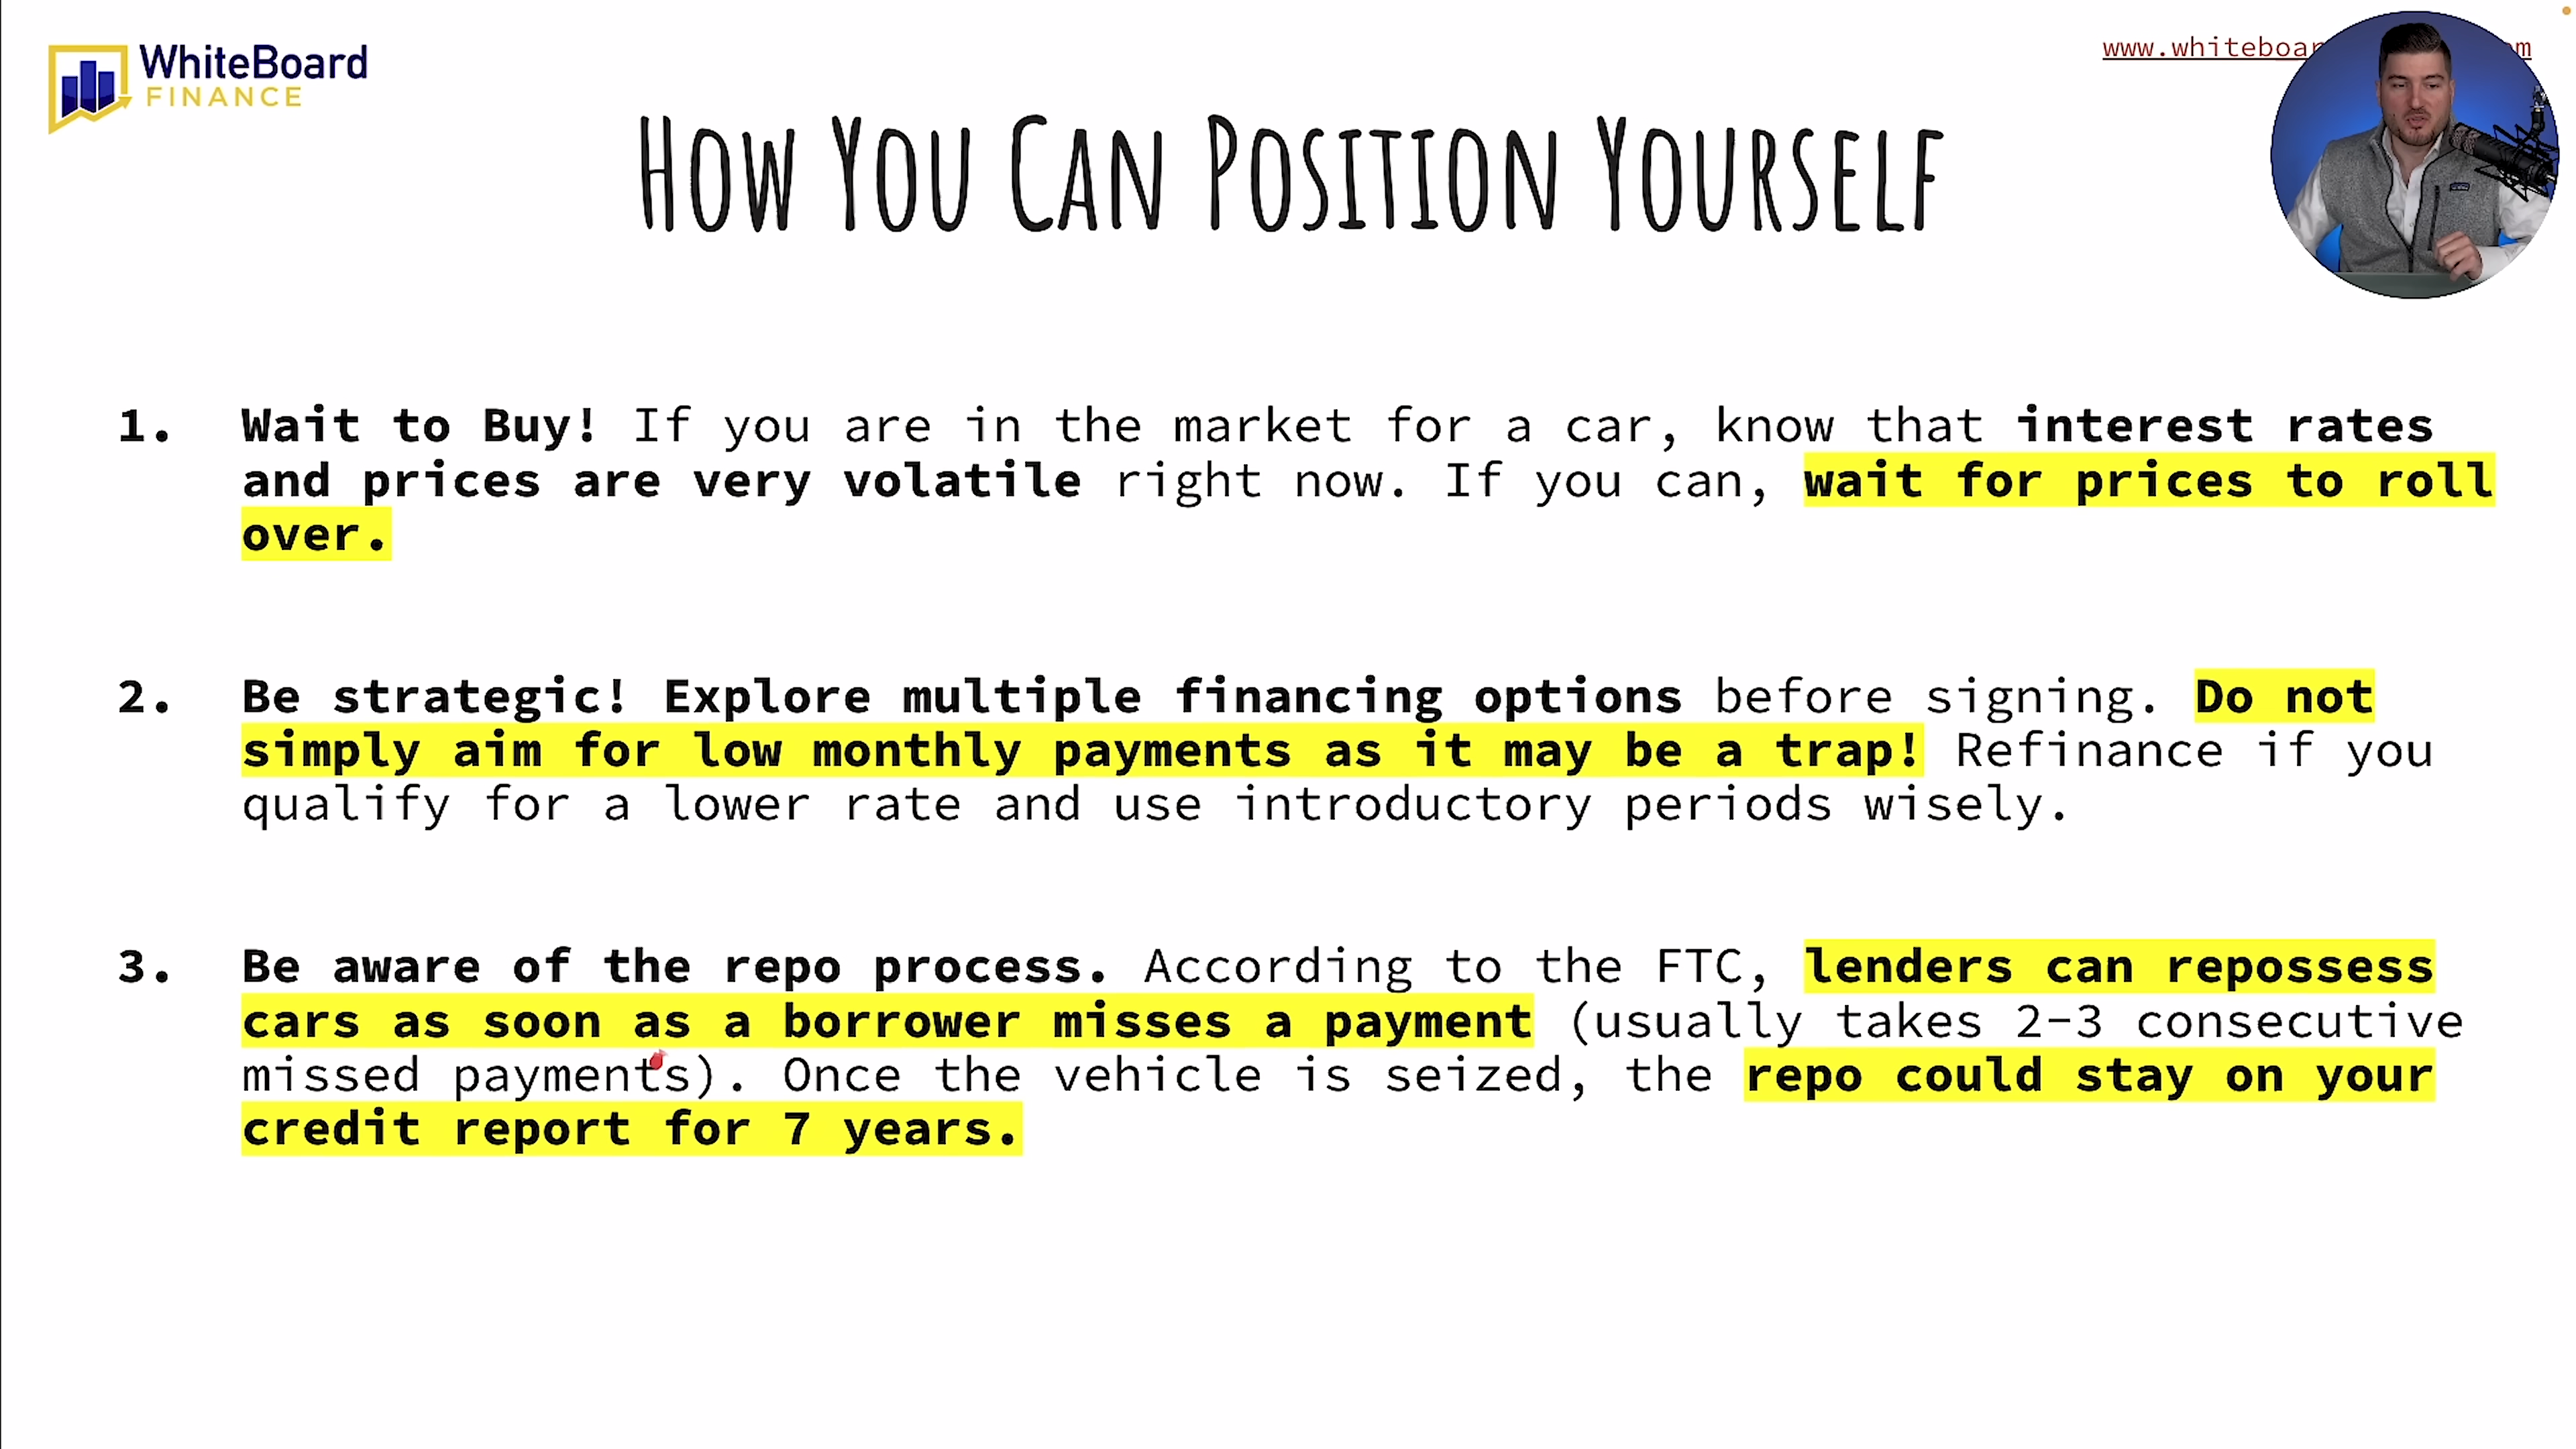 WhiteBoard
FINANCE
How You Can Position Yourself
1. Wait to Buy! If you are in the market for a car, know that interest rates
and prices are very volatile right now. If you can, wait for prices to roll
over.
2. Be strategic! Explore multiple financing options before signing. Do not
simply aim for low monthly payments as it may be a trap! Refinance if you
qualify for a lower rate and use introductory periods wisely.
3. Be aware of the repo process. According to the FTC, lenders can repossess
cars as soon as a borrower misses a payment (usually takes 2-3 consecutive
missed payments). Once the vehicle is seized, the repo could stay on your
credit report for 7 years.